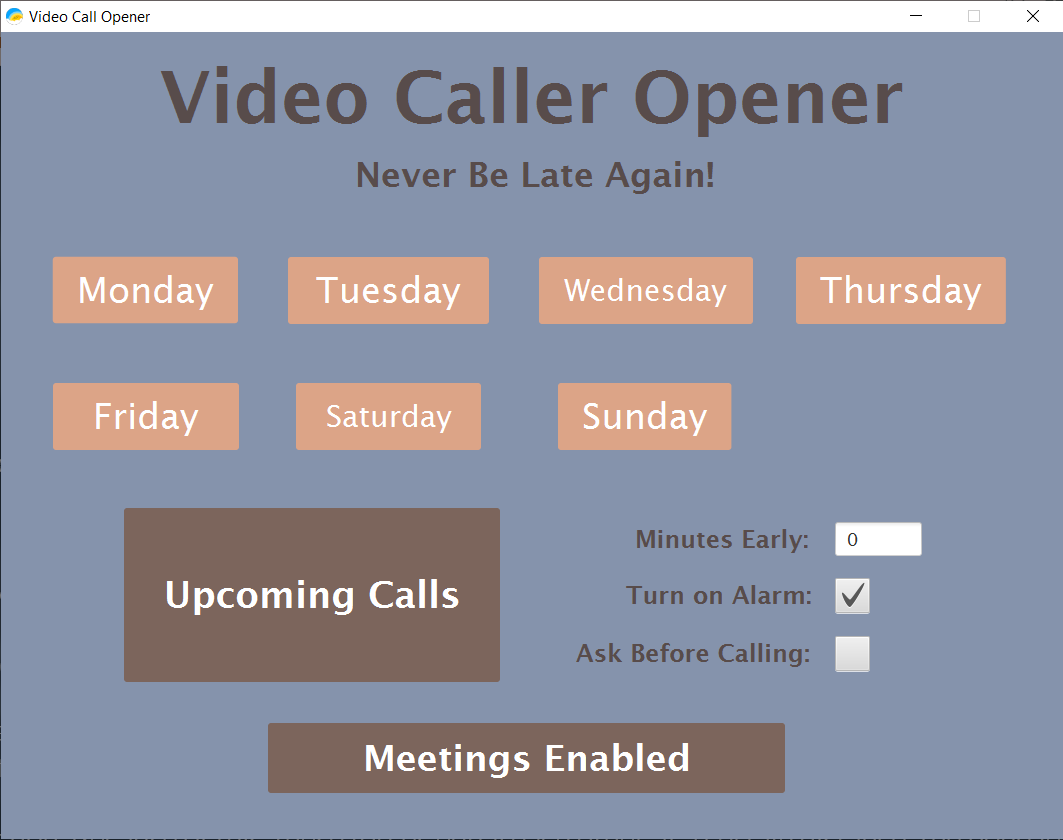 Video Call Opener
Video Caller Opener
Never Be Late Again!
Monday Tuesday Wednesday Thursday
Friday Saturday Sunday
Upcoming Calls
Minutes Early: 0
Turn on Alarm:
Ask Before Calling:
Meetings Enabled